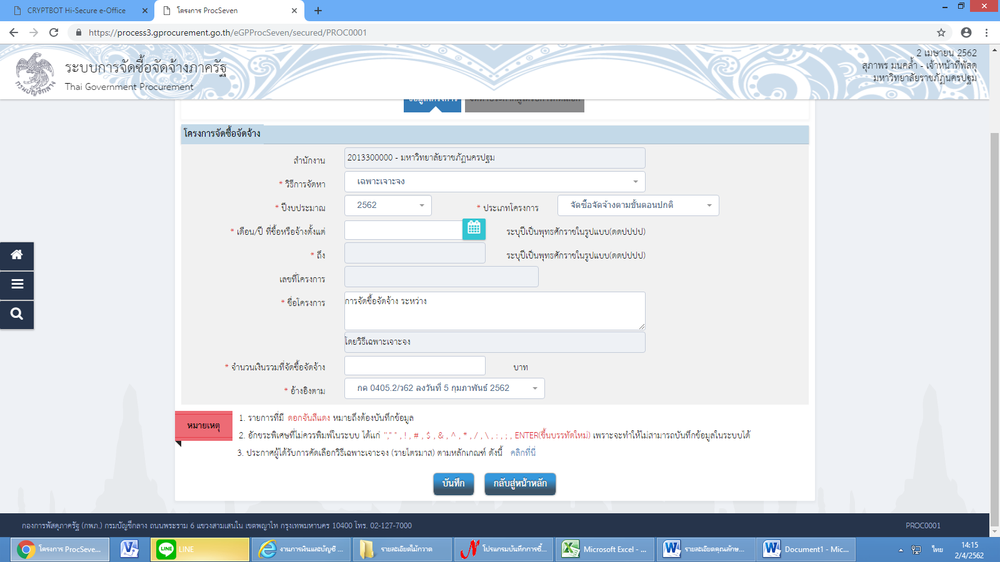 CRYPTBOT Hi-Secure e-Office
โครงการ ProcSeven
https://process3.gprocurement.go.th/eGPProcSeven/secured/PROC0001
ระบบการจัดซื้อจัดจ้างภาครัฐ
Thai Government Procurement
2 เมษายน 2562
สุภาพร มนคล้ำ - เจ้าหน้าที่พัสดุ
มหาวิทยาลัยราชภัฏนครปฐม
กรมบัญชีกลาง
ข้อมูลโครงการ
โครงการจัดซื้อจัดจ้าง
สำนักงาน 2013300000 - มหาวิทยาลัยราชภัฏนครปฐม
* วิธีการจัดหา เฉพาะเจาะจง
* ปีงบประมาณ 2562 * ประเภทโครงการ จัดซื้อจัดจ้างตามขั้นตอนปกติ
* เดือน/ปี ที่ซื้อหรือจ้างตั้งแต่ ระบุปีเป็นพุทธศักราชในรูปแบบ(ดดปปปป)
* ถึง ระบุปีเป็นพุทธศักราชในรูปแบบ(ดดปปปป)
เลขที่โครงการ
* ชื่อโครงการ การจัดซื้อจัดจ้าง ระหว่าง
โดยวิธีเฉพาะเจาะจง
* จำนวนเงินรวมที่จัดซื้อจัดจ้าง บาท
* อ้างอิงตาม กค 0405.2/ว62 ลงวันที่ 5 กุมภาพันธ์ 2562
หมายเหตุ
1. รายการที่มี ดอกจันสีแดง หมายถึงต้องบันทึกข้อมูล
2. อักขระพิเศษที่ไม่ควรพิมพ์ในระบบ ได้แก่ "," " , ! , # , $ , & , ^ , * , / , \ , : , ; , ENTER(ขึ้นบรรทัดใหม่) เพราะจะทำให้ไม่สามารถบันทึกข้อมูลในระบบได้
3. ประกาศผู้ได้รับการคัดเลือกวิธีเฉพาะเจาะจง (รายไตรมาส) ตามหลักเกณฑ์ ดังนี้ คลิกที่นี่
บันทึก กลับสู่หน้าหลัก
กองการพัสดุภาครัฐ (กพภ.) กรมบัญชีกลาง ถนนพระราม 6 แขวงสามเสนใน เขตพญาไท กรุงเทพมหานคร 10400 โทร. 02-127-7000
PROC0001
โครงการ ProcSeve...
LINE
งานการเงินและบัญชี ...
รายละเอียดไม้กวาด
โปรแกรมบันทึกการซื้...
Microsoft Excel - ...
รายละเอียดคุณลักษ...
Document1 - Mic...
ไทย
14:15
2/4/2562